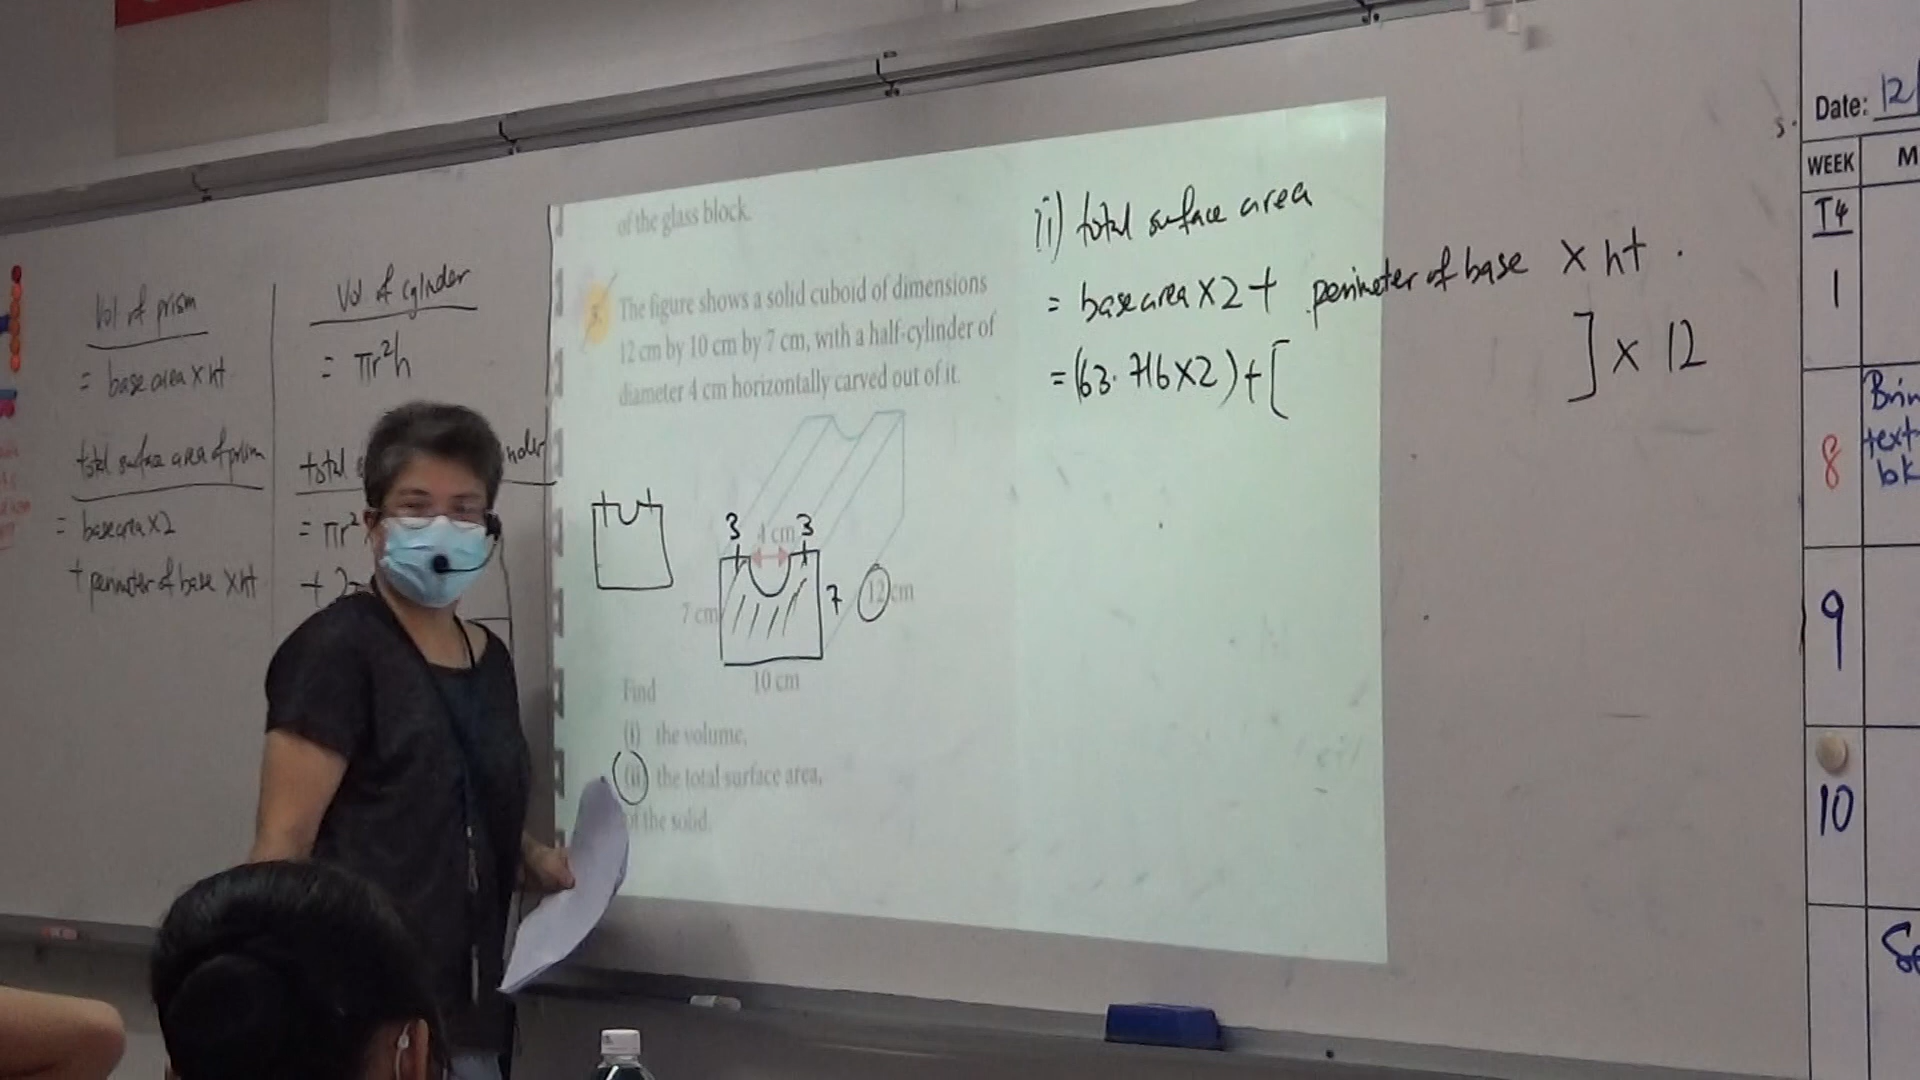 Vol of prism
= base area x ht
total surface area of prism
= base area x 2
+ perimeter of base x ht
Vol of cylinder
= πr²h
total
nder
= πr²
of the glass block.
The figure shows a solid cuboid of dimensions
12 cm by 10 cm by 7 cm, with a half-cylinder of
diameter 4 cm horizontally carved out of it.
3 4 cm 3
7 cm 7 12 cm
10 cm
Find
(i) the volume,
(ii) the total surface area,
of the solid.
ii) total surface area
= base area x 2 + perimeter of base x ht.
= (63.716 x 2) + [ ] x 12
Date: 12/
WEEK M
T4
1
8
Brin
text
bk
9
10